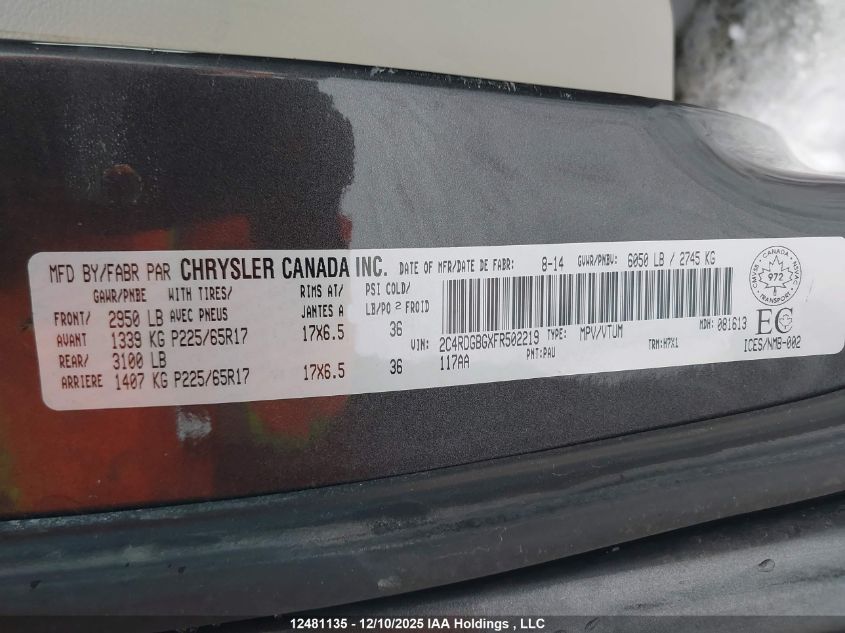 MFD BY/FABR PAR CHRYSLER CANADA INC. DATE OF MFR/DATE DE FABR: 8-14 GVWR/PNBV: 6050 LB / 2745 KG
GAWR/PNBE WITH TIRES/ RIMS AT/ PSI COLD/
FRONT/ 2950 LB AVEC PNEUS JANTES A LB/PO2 FROID
AVANT 1339 KG P225/65R17 17X6.5 36
REAR/ 3100 LB
ARRIERE 1407 KG P225/65R17 17X6.5 36
VIN: 2C4RDGBGXFR502219 TYPE: MPV/VTUM MDH: 081613
117AA PNT: PAU TRM: H7X1
CANADA
972
TRANSPORT
EC
ICES/NMB-002
12481135 - 12/10/2025 IAA Holdings , LLC